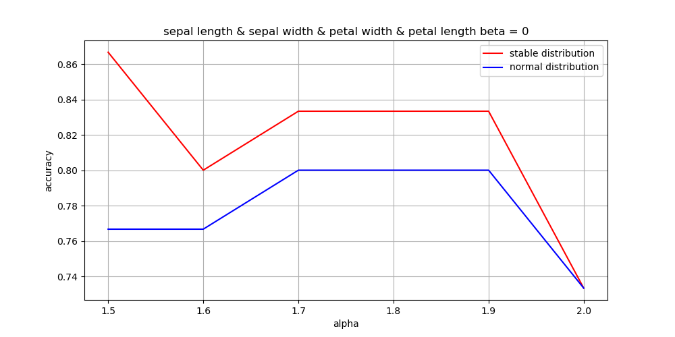 sepal length & sepal width & petal width & petal length beta = 0
stable distribution
normal distribution
0.86
0.84
0.82
0.80
0.78
0.76
0.74
accuracy
1.5 1.6 1.7 1.8 1.9 2.0
alpha